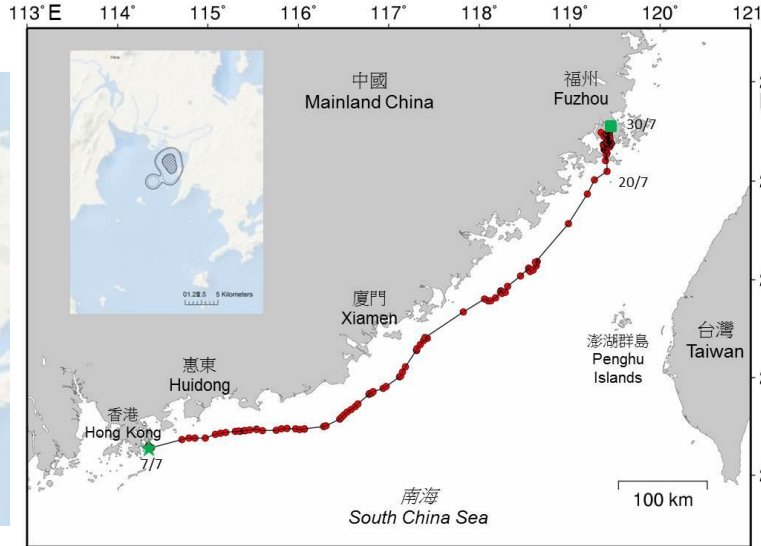 113° E
115°
116°
117°
118°
119°
120°
121
中國
Mainland China
福州
Fuzhou
30/7
20/7
5 Kilometers
廈門
Xiamen
澎湖群島
Penghu
Islands
台灣
Taiwan
惠東
Huidong
香港
Hong Kong
7/7
南海
South China Sea
100 km